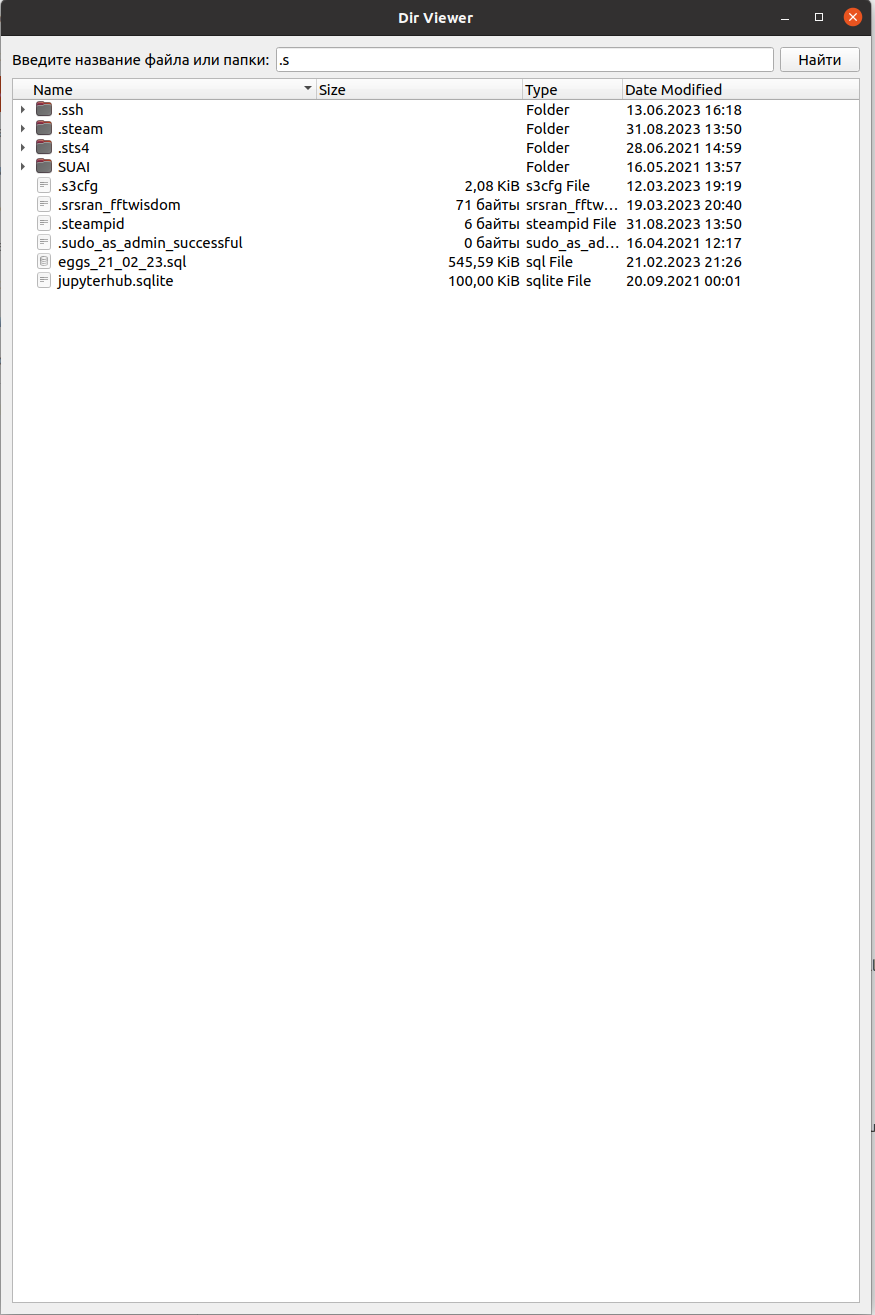 Dir Viewer
Введите название файла или папки: .s Найти
Name Size Type Date Modified
.ssh Folder 13.06.2023 16:18
.steam Folder 31.08.2023 13:50
.sts4 Folder 28.06.2021 14:59
SUAI Folder 16.05.2021 13:57
.s3cfg 2,08 KiB s3cfg File 12.03.2023 19:19
.srsran_fftwisdom 71 байты srsran_fftw... 19.03.2023 20:40
.steampid 6 байты steampid File 31.08.2023 13:50
.sudo_as_admin_successful 0 байты sudo_as_ad... 16.04.2021 12:17
eggs_21_02_23.sql 545,59 KiB sql File 21.02.2023 21:26
jupyterhub.sqlite 100,00 KiB sqlite File 20.09.2021 00:01